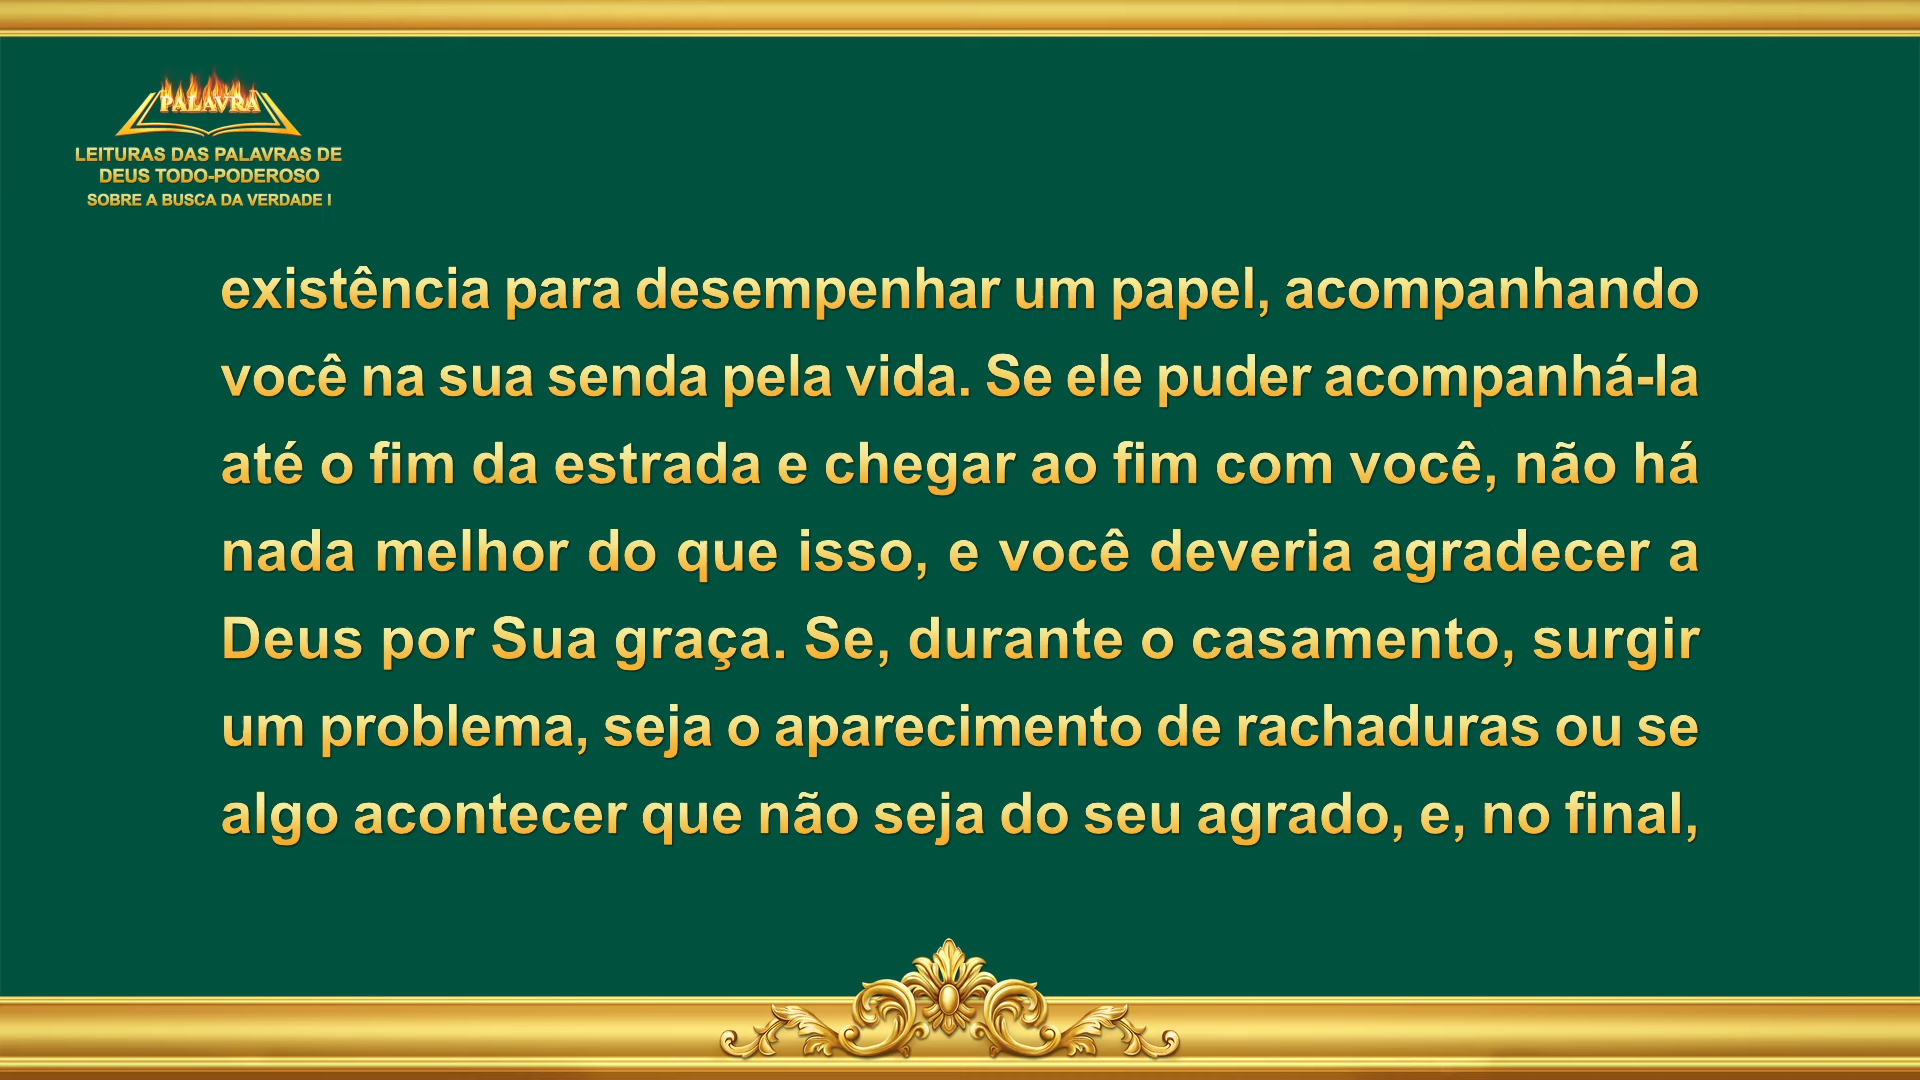 PALAVRA
LEITURAS DAS PALAVRAS DE
DEUS TODO-PODEROSO
SOBRE A BUSCA DA VERDADE I
existência para desempenhar um papel, acompanhando
você na sua senda pela vida. Se ele puder acompanhá-la
até o fim da estrada e chegar ao fim com você, não há
nada melhor do que isso, e você deveria agradecer a
Deus por Sua graça. Se, durante o casamento, surgir
um problema, seja o aparecimento de rachaduras ou se
algo acontecer que não seja do seu agrado, e, no final,